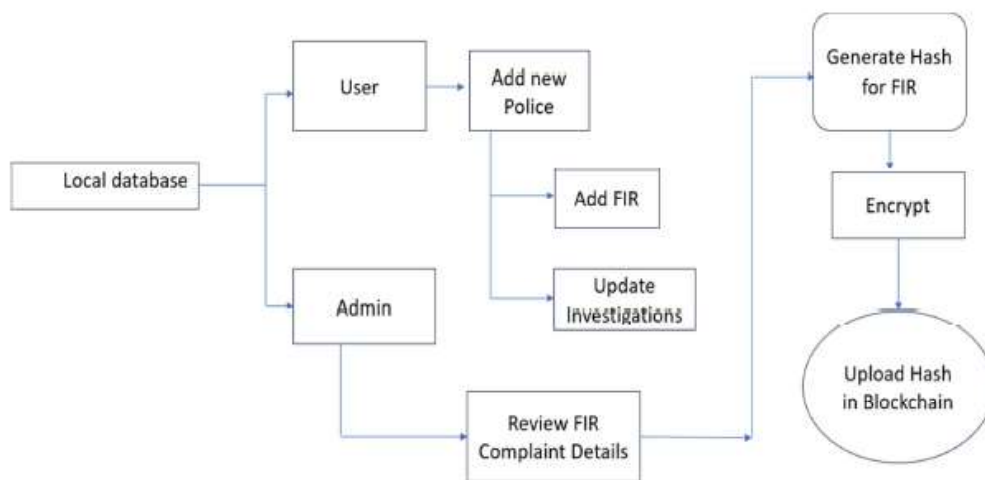 Local database
User
Add new
Police
Add FIR
Update
Investigations
Admin
Review FIR
Complaint Details
Generate Hash
for FIR
Encrypt
Upload Hash
in Blockchain